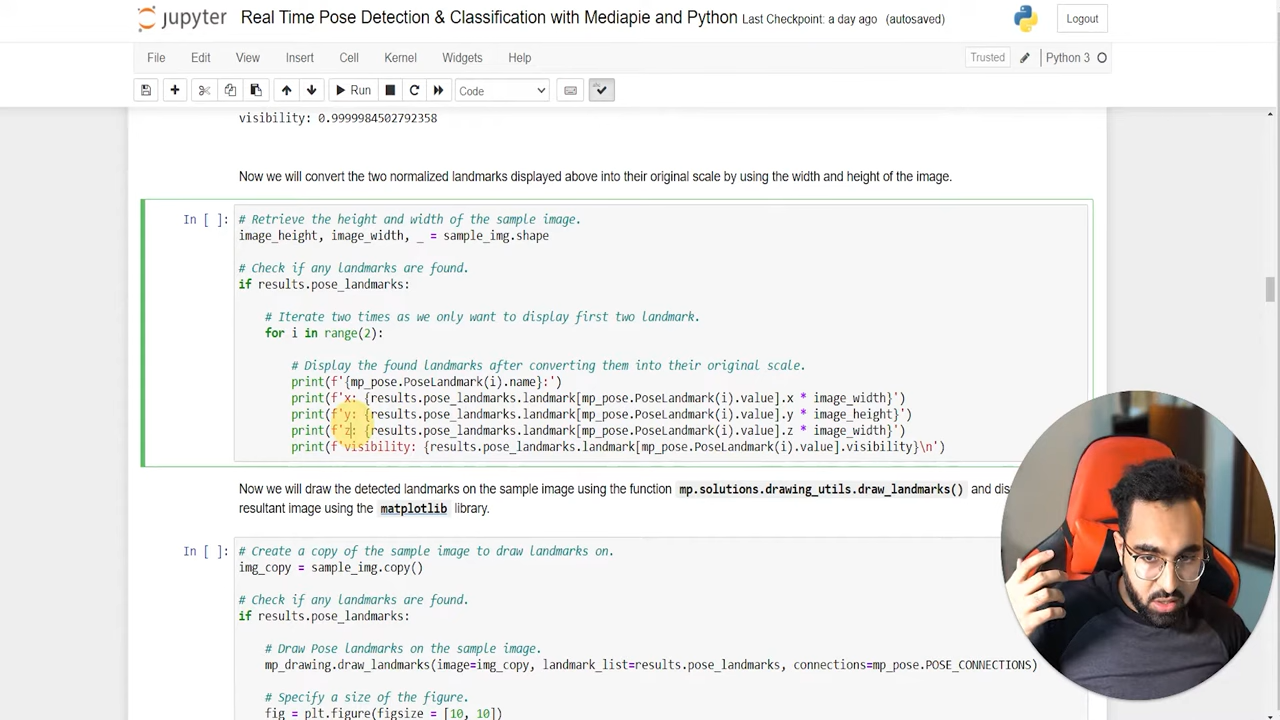 jupyter Real Time Pose Detection & Classification with Mediapie and Python Last Checkpoint: a day ago (autosaved) Logout
File Edit View Insert Cell Kernel Widgets Help Trusted Python 3
Run Code
visibility: 0.9999984502792358
Now we will convert the two normalized landmarks displayed above into their original scale by using the width and height of the image.
In [ ]: # Retrieve the height and width of the sample image.
image_height, image_width, _ = sample_img.shape
# Check if any landmarks are found.
if results.pose_landmarks:
# Iterate two times as we only want to display first two landmark.
for i in range(2):
# Display the found landmarks after converting them into their original scale.
print(f'{mp_pose.PoseLandmark(i).name}:')
print(f'x: {results.pose_landmarks.landmark[mp_pose.PoseLandmark(i).value].x * image_width}')
print(f'y: {results.pose_landmarks.landmark[mp_pose.PoseLandmark(i).value].y * image_height}')
print(f'z: {results.pose_landmarks.landmark[mp_pose.PoseLandmark(i).value].z * image_width}')
print(f'visibility: {results.pose_landmarks.landmark[mp_pose.PoseLandmark(i).value].visibility}\n')
Now we will draw the detected landmarks on the sample image using the function mp.solutions.drawing_utils.draw_landmarks() and dis
resultant image using the matplotlib library.
In [ ]: # Create a copy of the sample image to draw landmarks on.
img_copy = sample_img.copy()
# Check if any landmarks are found.
if results.pose_landmarks:
# Draw Pose landmarks on the sample image.
mp_drawing.draw_landmarks(image=img_copy, landmark_list=results.pose_landmarks, connections=mp_pose.POSE_CONNECTIONS)
# Specify a size of the figure.
fig = plt.figure(figsize = [10, 10])